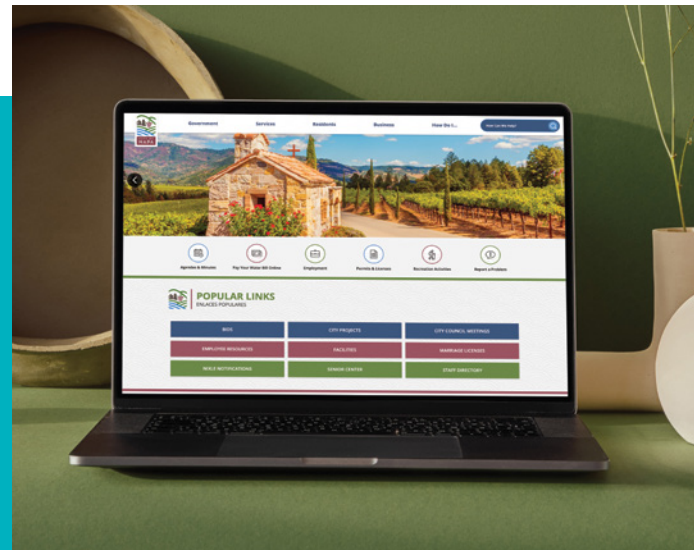 Government Services Residents Business How Do I... How Can We Help?
NAPA
Agendas & Minutes Pay Your Water Bill Online Employment Permits & Licenses Recreation Activities Report a Problem
POPULAR LINKS
ENLACES POPULARES
BIDS CITY PROJECTS CITY COUNCIL MEETINGS
EMPLOYEE RESOURCES FACILITIES MARRIAGE LICENSES
NIXLE NOTIFICATIONS SENIOR CENTER STAFF DIRECTORY